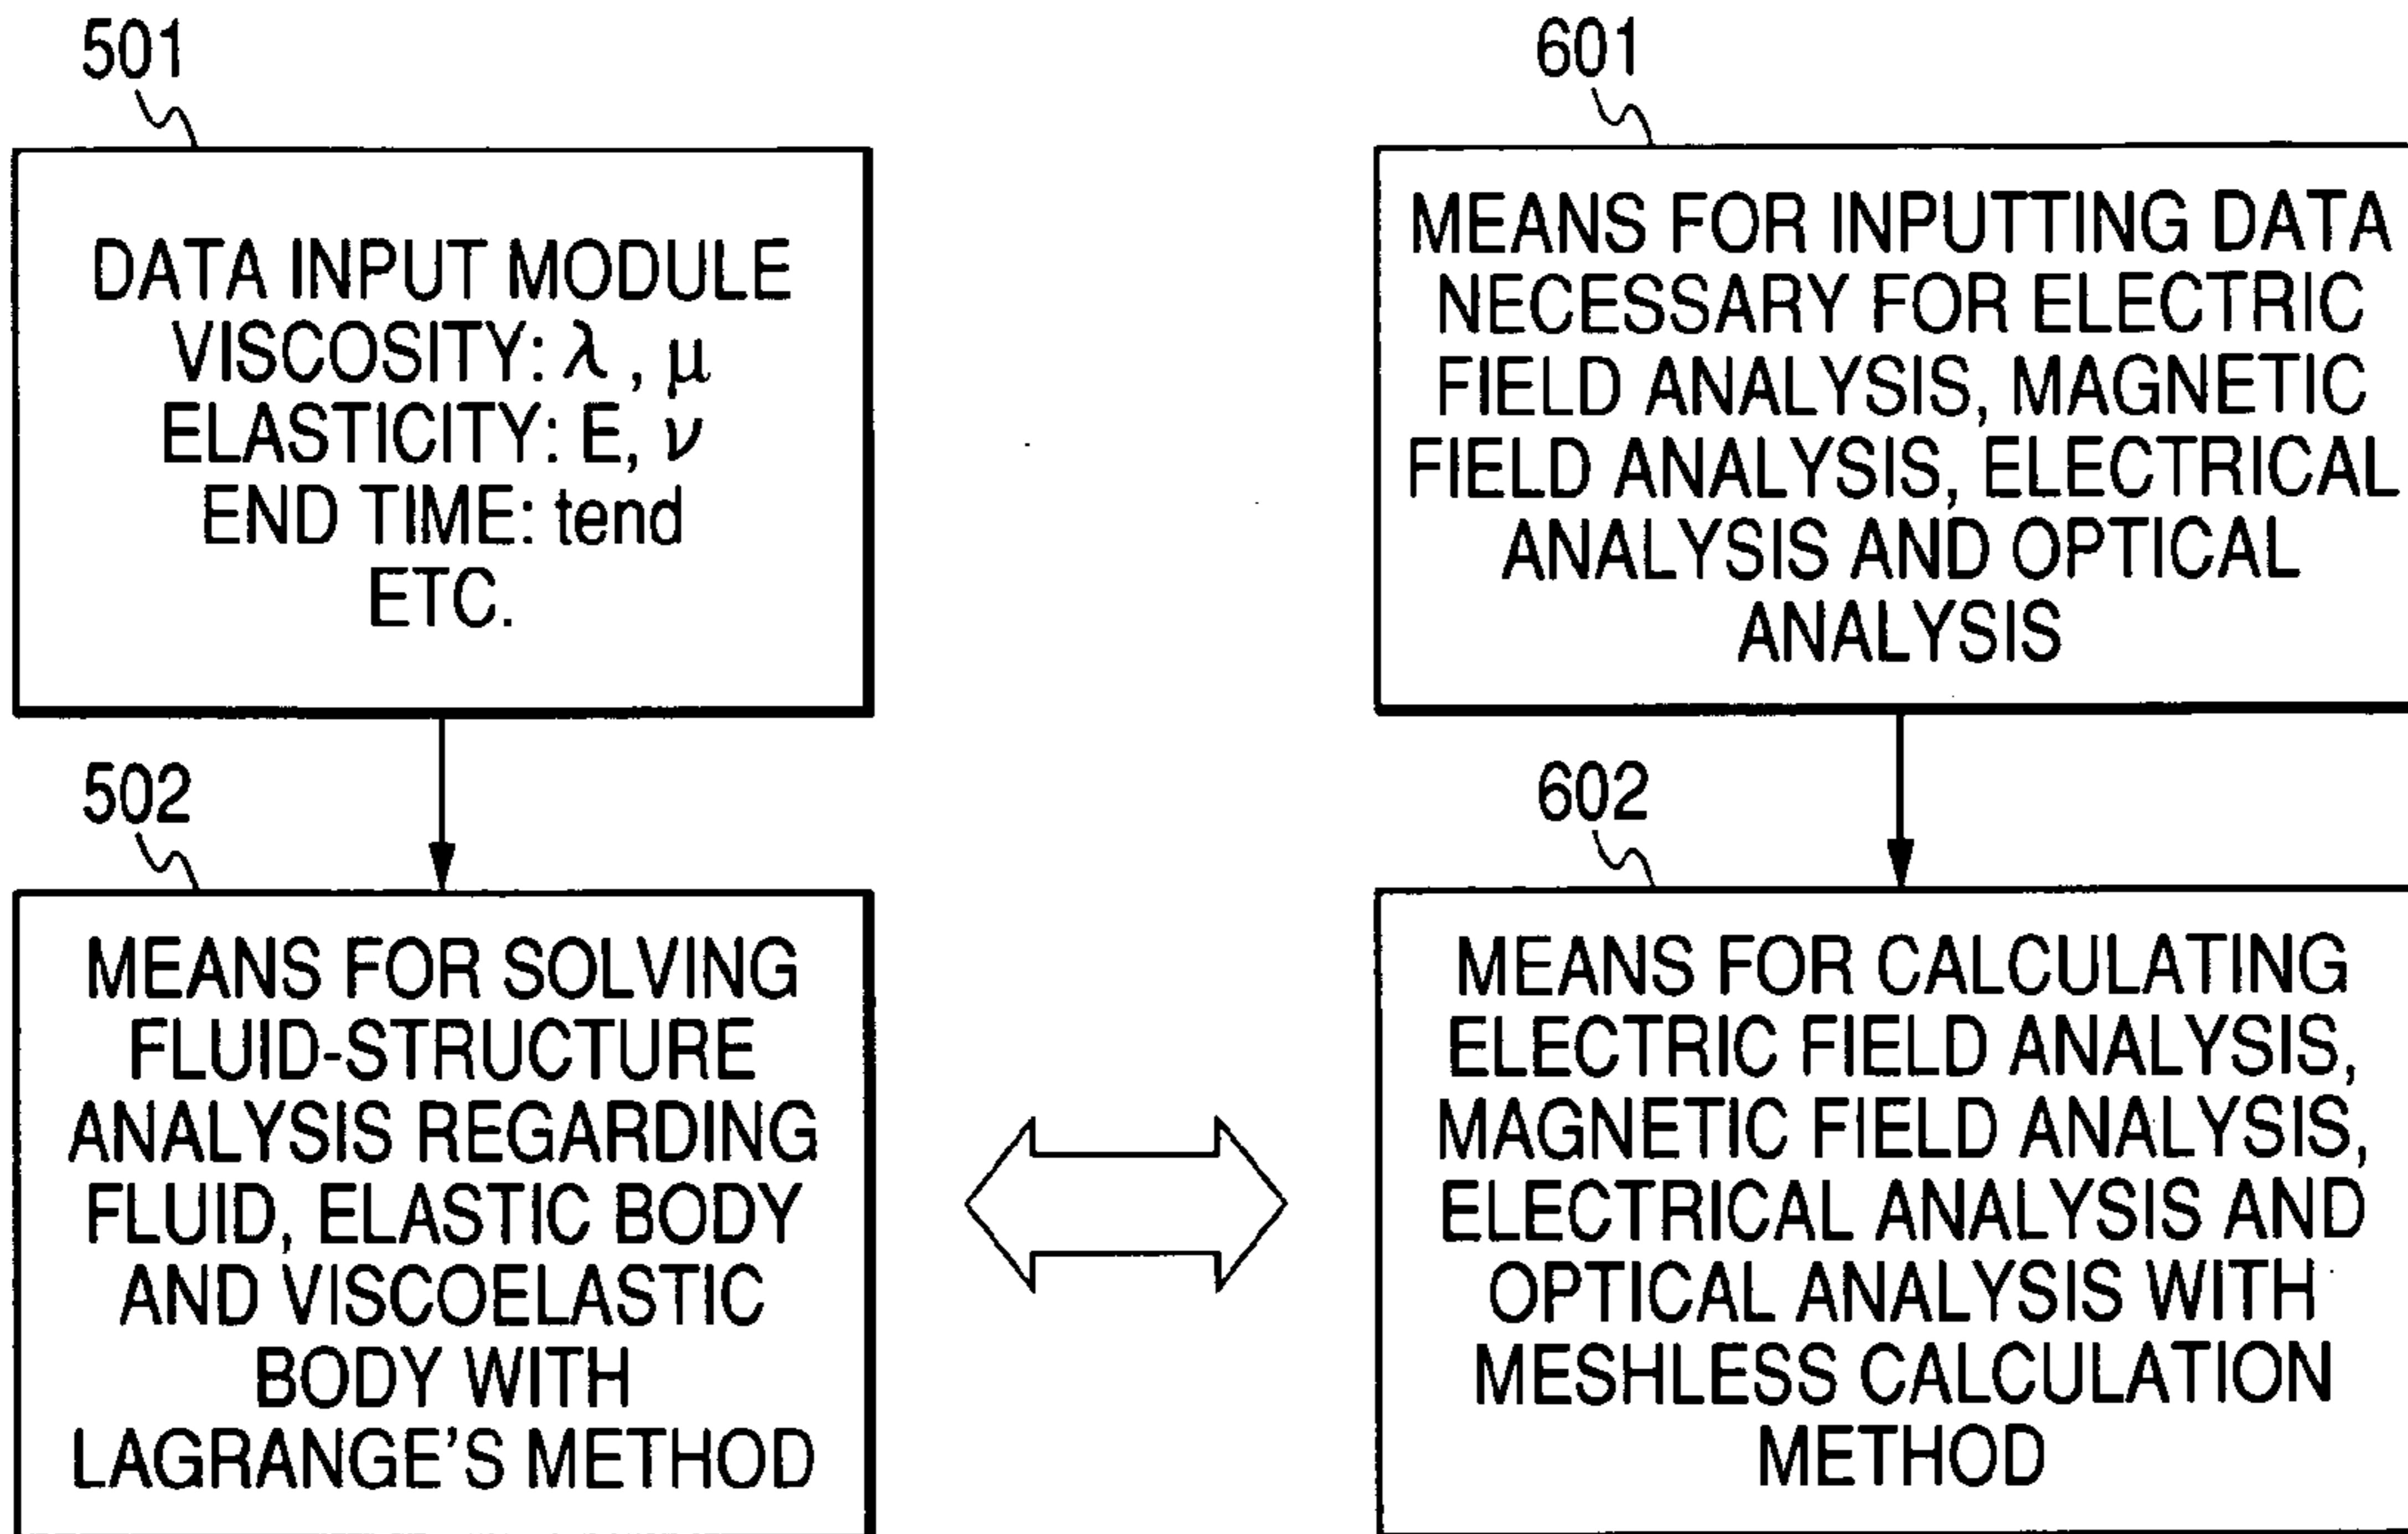 501
DATA INPUT MODULE
VISCOSITY: λ, μ
ELASTICITY: E, ν
END TIME: tend
ETC.
601
MEANS FOR INPUTTING DATA
NECESSARY FOR ELECTRIC
FIELD ANALYSIS, MAGNETIC
FIELD ANALYSIS, ELECTRICAL
ANALYSIS AND OPTICAL
ANALYSIS
502
MEANS FOR SOLVING
FLUID-STRUCTURE
ANALYSIS REGARDING
FLUID, ELASTIC BODY
AND VISCOELASTIC
BODY WITH
LAGRANGE'S METHOD
602
MEANS FOR CALCULATING
ELECTRIC FIELD ANALYSIS,
MAGNETIC FIELD ANALYSIS,
ELECTRICAL ANALYSIS AND
OPTICAL ANALYSIS WITH
MESHLESS CALCULATION
METHOD